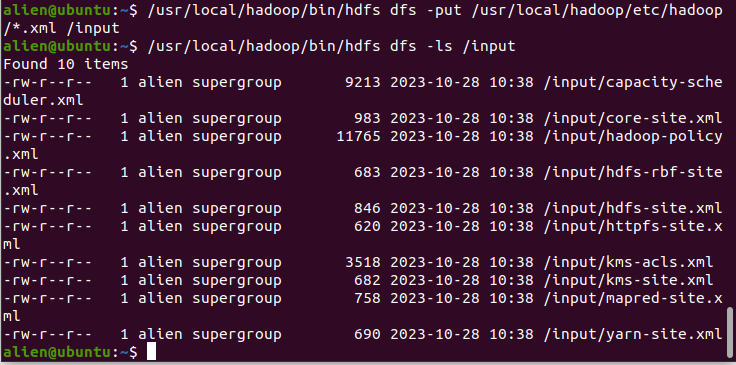 alien@ubuntu:~$ /usr/local/hadoop/bin/hdfs dfs -put /usr/local/hadoop/etc/hadoop
/*.xml /input
alien@ubuntu:~$ /usr/local/hadoop/bin/hdfs dfs -ls /input
Found 10 items
-rw-r--r--   1 alien supergroup       9213 2023-10-28 10:38 /input/capacity-sche
duler.xml
-rw-r--r--   1 alien supergroup        983 2023-10-28 10:38 /input/core-site.xml
-rw-r--r--   1 alien supergroup      11765 2023-10-28 10:38 /input/hadoop-policy
.xml
-rw-r--r--   1 alien supergroup        683 2023-10-28 10:38 /input/hdfs-rbf-site
.xml
-rw-r--r--   1 alien supergroup        846 2023-10-28 10:38 /input/hdfs-site.xml
-rw-r--r--   1 alien supergroup        620 2023-10-28 10:38 /input/httpfs-site.x
ml
-rw-r--r--   1 alien supergroup       3518 2023-10-28 10:38 /input/kms-acls.xml
-rw-r--r--   1 alien supergroup        682 2023-10-28 10:38 /input/kms-site.xml
-rw-r--r--   1 alien supergroup        758 2023-10-28 10:38 /input/mapred-site.x
ml
-rw-r--r--   1 alien supergroup        690 2023-10-28 10:38 /input/yarn-site.xml
alien@ubuntu:~$